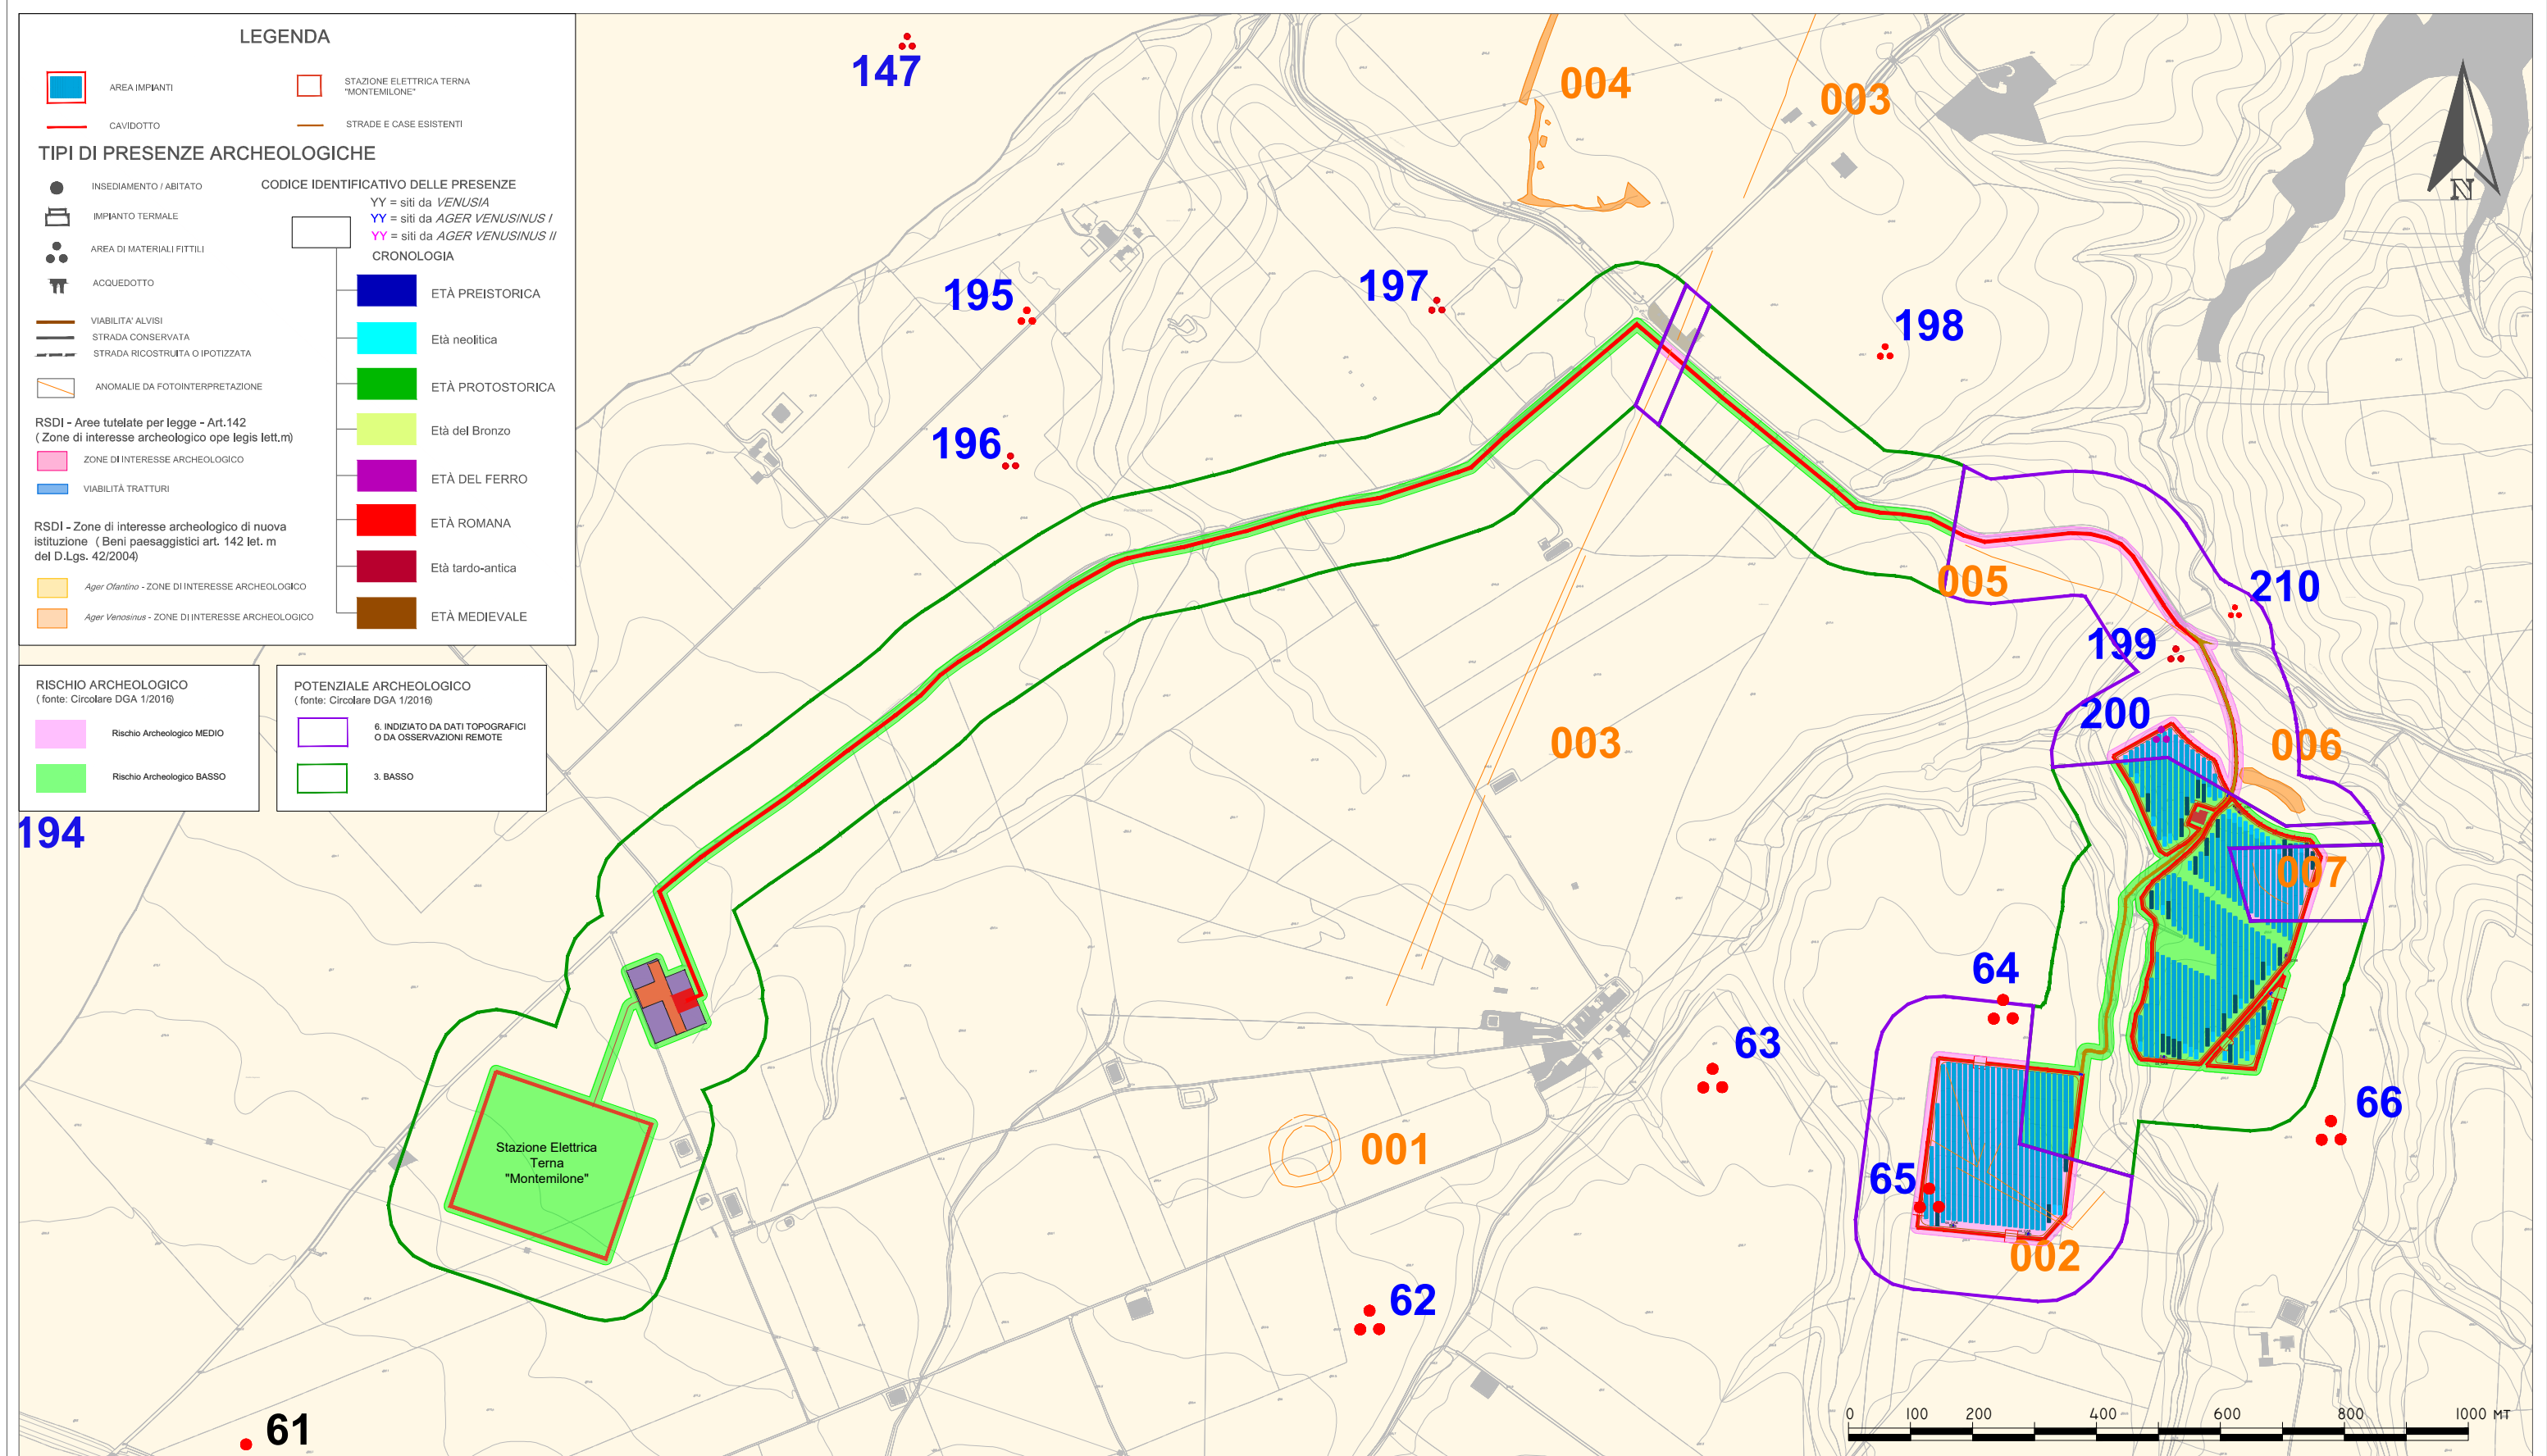 LEGENDA
AREA IMPIANTI
STAZIONE ELETTRICA TERNA
"MONTEMILONE"
CAVIDOTTO
STRADE E CASE ESISTENTI
TIPI DI PRESENZE ARCHEOLOGICHE
INSEDIAMENTO / ABITATO
IMPIANTO TERMALE
AREA DI MATERIALI FITTILI
ACQUEDOTTO
VIABILITA' ALVISI
STRADA CONSERVATA
STRADA RICOSTRUITA O IPOTIZZATA
ANOMALIE DA FOTOINTERPRETAZIONE
CODICE IDENTIFICATIVO DELLE PRESENZE
YY = siti da VENUSIA
YY = siti da AGER VENUSINUS I
YY = siti da AGER VENUSINUS II
CRONOLOGIA
ETÀ PREISTORICA
Età neolitica
ETÀ PROTOSTORICA
Età del Bronzo
ETÀ DEL FERRO
ETÀ ROMANA
Età tardo-antica
ETÀ MEDIEVALE
RSDI - Aree tutelate per legge - Art.142
( Zone di interesse archeologico ope legis lett,m)
ZONE DI INTERESSE ARCHEOLOGICO
VIABILITÀ TRATTURI
RSDI - Zone di interesse archeologico di nuova
istituzione ( Beni paesaggistici art. 142 let. m
del D.Lgs. 42/2004)
Ager Ofantino - ZONE DI INTERESSE ARCHEOLOGICO
Ager Venosinus - ZONE DI INTERESSE ARCHEOLOGICO
RISCHIO ARCHEOLOGICO
( fonte: Circolare DGA 1/2016)
Rischio Archeologico MEDIO
Rischio Archeologico BASSO
POTENZIALE ARCHEOLOGICO
( fonte: Circolare DGA 1/2016)
6. INDIZIATO DA DATI TOPOGRAFICI
O DA OSSERVAZIONI REMOTE
3. BASSO
147
004
003
N
195
197
198
196
005
210
199
200
003
006
194
007
64
63
66
Stazione Elettrica
Terna
"Montemilone"
001
65
002
62
61
0 100 200 400 600 800 1000 MT